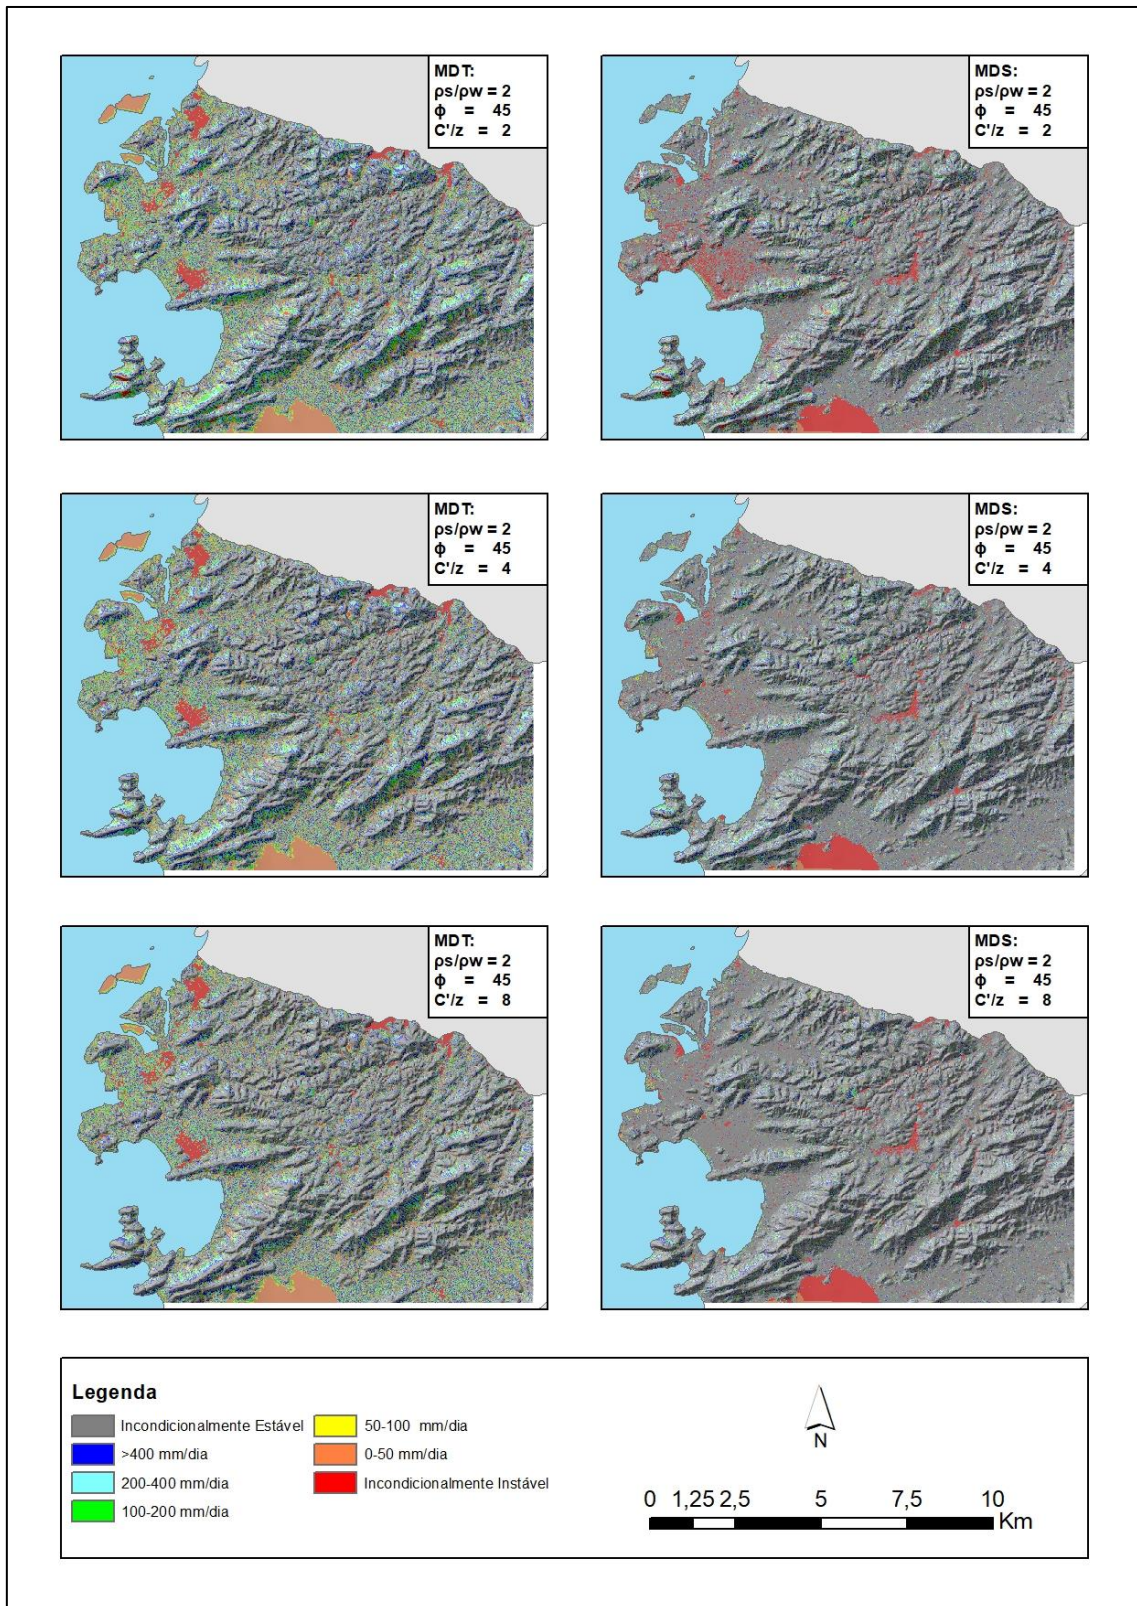 MDT:
ρs/ρw = 2
ϕ = 45
C'/z = 2
MDS:
ρs/ρw = 2
ϕ = 45
C'/z = 2
MDT:
ρs/ρw = 2
ϕ = 45
C'/z = 4
MDS:
ρs/ρw = 2
ϕ = 45
C'/z = 4
MDT:
ρs/ρw = 2
ϕ = 45
C'/z = 8
MDS:
ρs/ρw = 2
ϕ = 45
C'/z = 8
Legenda
Incondicionalmente Estável
>400 mm/dia
200-400 mm/dia
100-200 mm/dia
50-100 mm/dia
0-50 mm/dia
Incondicionalmente Instável
N
0 1,25 2,5 5 7,5 10
Km